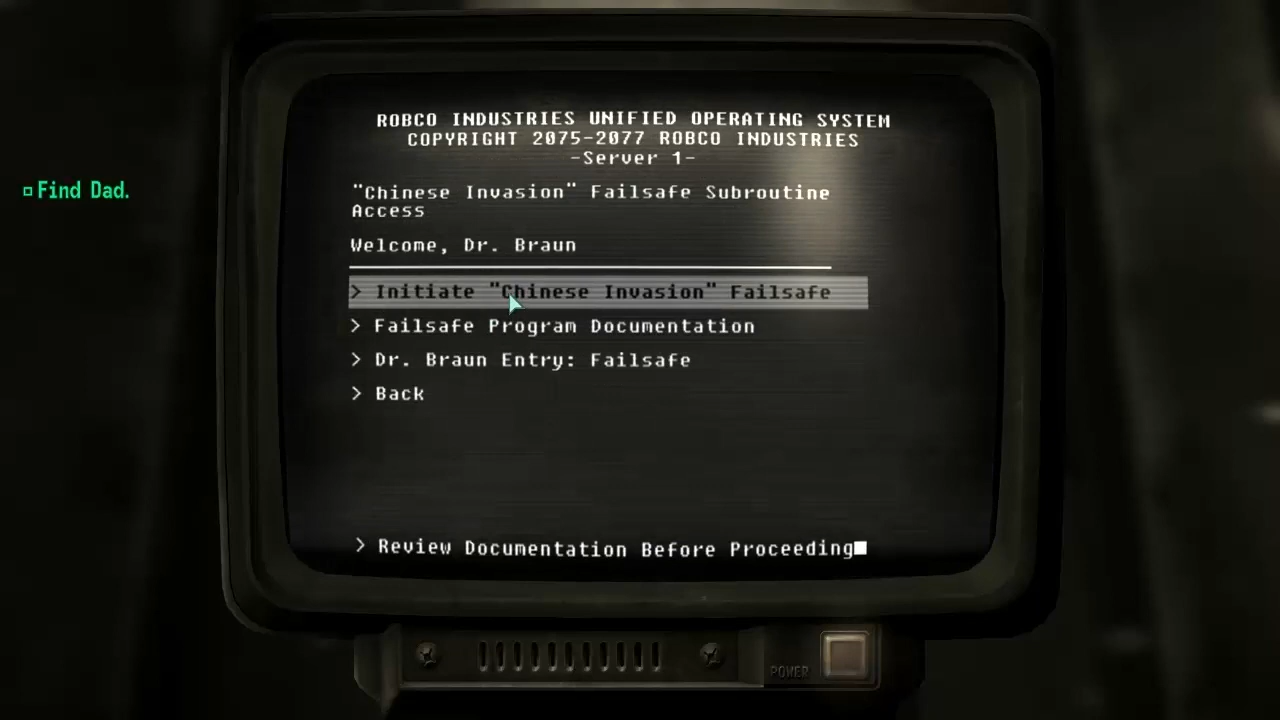 ROBCO INDUSTRIES UNIFIED OPERATING SYSTEM
COPYRIGHT 2075-2077 ROBCO INDUSTRIES
-Server 1-
Find Dad.
"Chinese Invasion" Failsafe Subroutine
Access
Welcome, Dr. Braun
> Initiate "Chinese Invasion" Failsafe
> Failsafe Program Documentation
> Dr. Braun Entry: Failsafe
> Back
> Review Documentation Before Proceeding
POWER